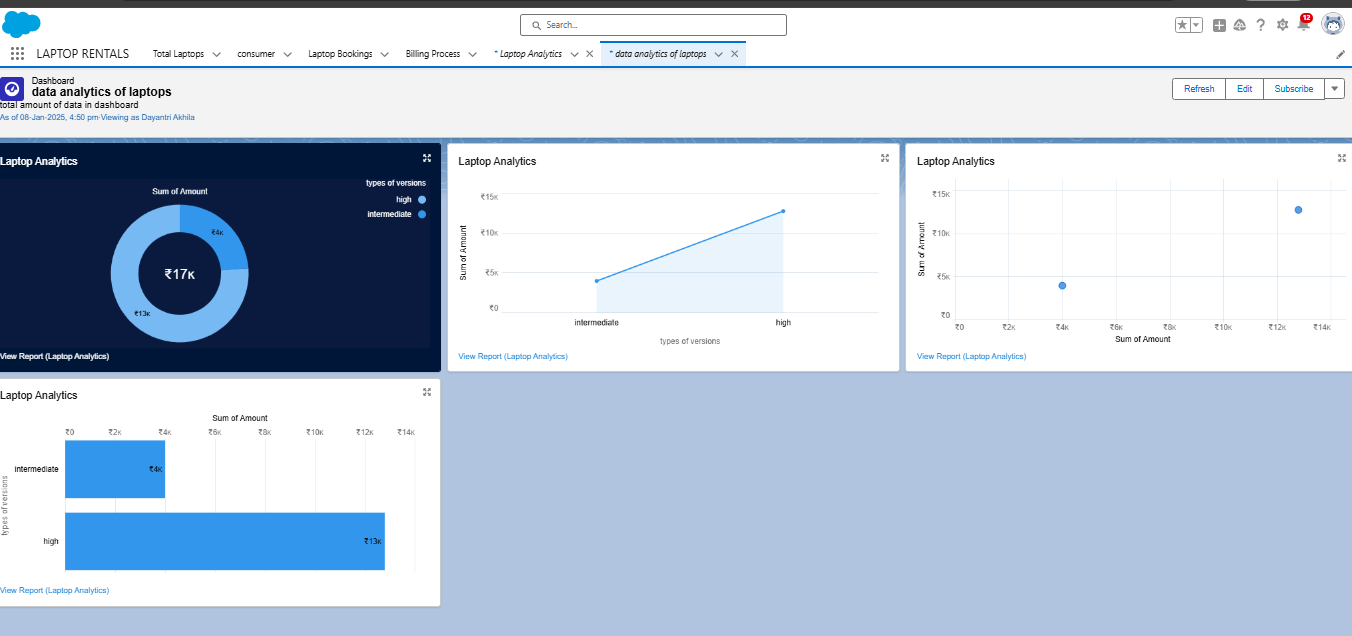 Search...
12
LAPTOP RENTALS
Total Laptops
consumer
Laptop Bookings
Billing Process
* Laptop Analytics
* data analytics of laptops
Dashboard
data analytics of laptops
total amount of data in dashboard
As of 08-Jan-2025, 4:50 pm·Viewing as Dayantri Akhila
Refresh
Edit
Subscribe
Laptop Analytics
types of versions
Sum of Amount
high
intermediate
₹4K
₹17K
₹13K
View Report (Laptop Analytics)
Laptop Analytics
₹15K
₹10K
₹5K
₹0
Sum of Amount
intermediate
high
types of versions
View Report (Laptop Analytics)
Laptop Analytics
₹15K
₹10K
₹5K
₹0
Sum of Amount
₹0 ₹2K ₹4K ₹6K ₹8K ₹10K ₹12K ₹14K
Sum of Amount
View Report (Laptop Analytics)
Laptop Analytics
Sum of Amount
₹0 ₹2K ₹4K ₹6K ₹8K ₹10K ₹12K ₹14K
intermediate
₹4K
types of versions
high
₹13K
View Report (Laptop Analytics)